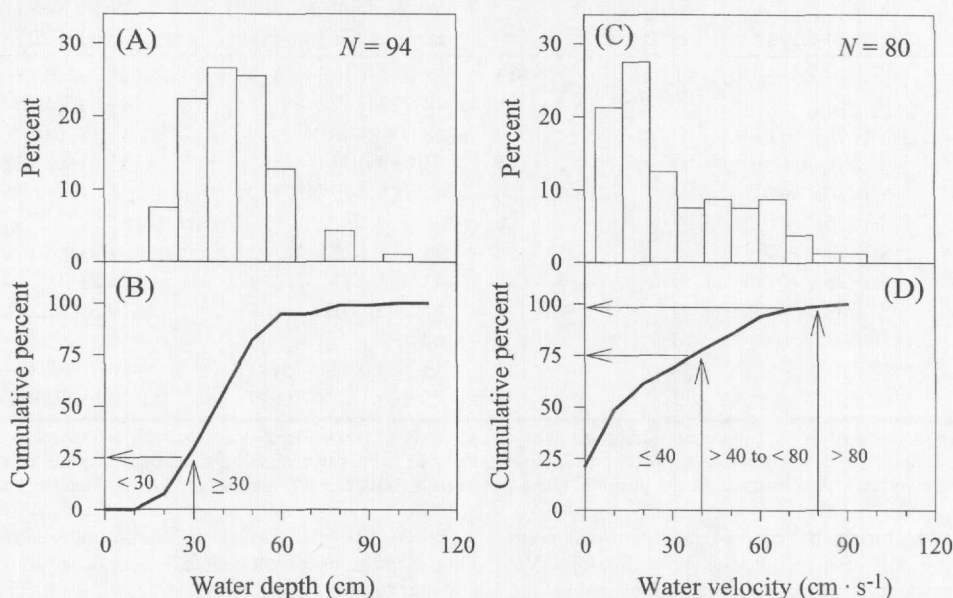 (A)
N = 94
30
20
10
0
Percent
(B)
100
75
50
25
0
Cumulative percent
< 30
≥ 30
0
30
60
90
120
Water depth (cm)
(C)
N = 80
30
20
10
0
Percent
(D)
100
75
50
25
0
Cumulative percent
< 40
> 40 to < 80
> 80
0
30
60
90
120
Water velocity (cm · s-1)